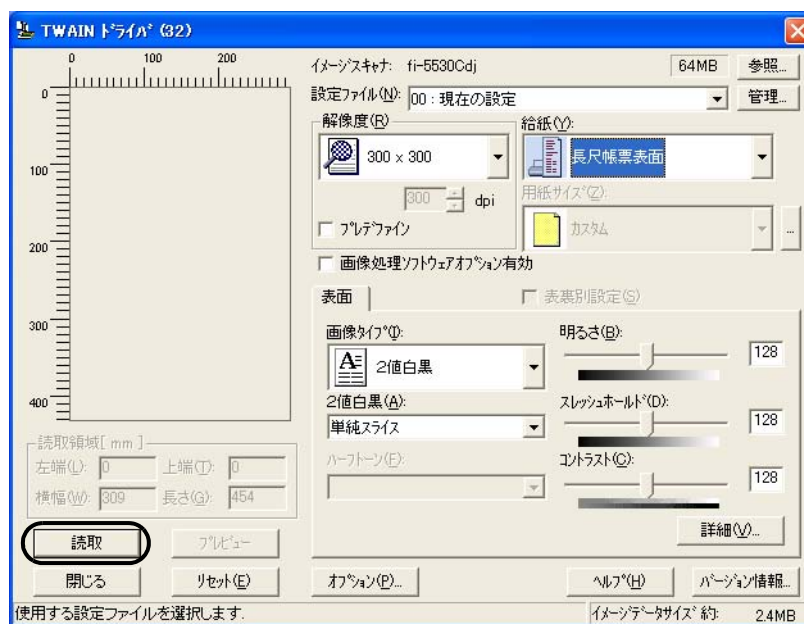 TWAIN ﾄﾞﾗｲﾊﾞ (32)
0 100 200
0
100
200
300
400
イメージスキャナ: fi-5530Cdj 64MB 参照...
設定ファイル(N): 00 : 現在の設定 管理...
解像度(R)
300 × 300
300 dpi
プレデファイン
給紙(Y):
長尺帳票表面
用紙サイズ(Z):
カスタム ...
画像処理ソフトウェアオプション有効
表面 表裏別設定(S)
画像タイプ(I):
2値白黒
2値白黒(A):
単純スライス
ハーフトーン(F):
明るさ(B):
128
スレッショホールド(D):
128
コントラスト(C):
128
詳細(V)...
読取領域[ mm ]
左端(L): 0 上端(T): 0
横幅(W): 309 長さ(G): 454
読取 プレビュー
閉じる リセット(E) オプション(P)... ヘルプ(H) バージョン情報...
使用する設定ファイルを選択します. イメージデータサイズ 約: 2.4MB